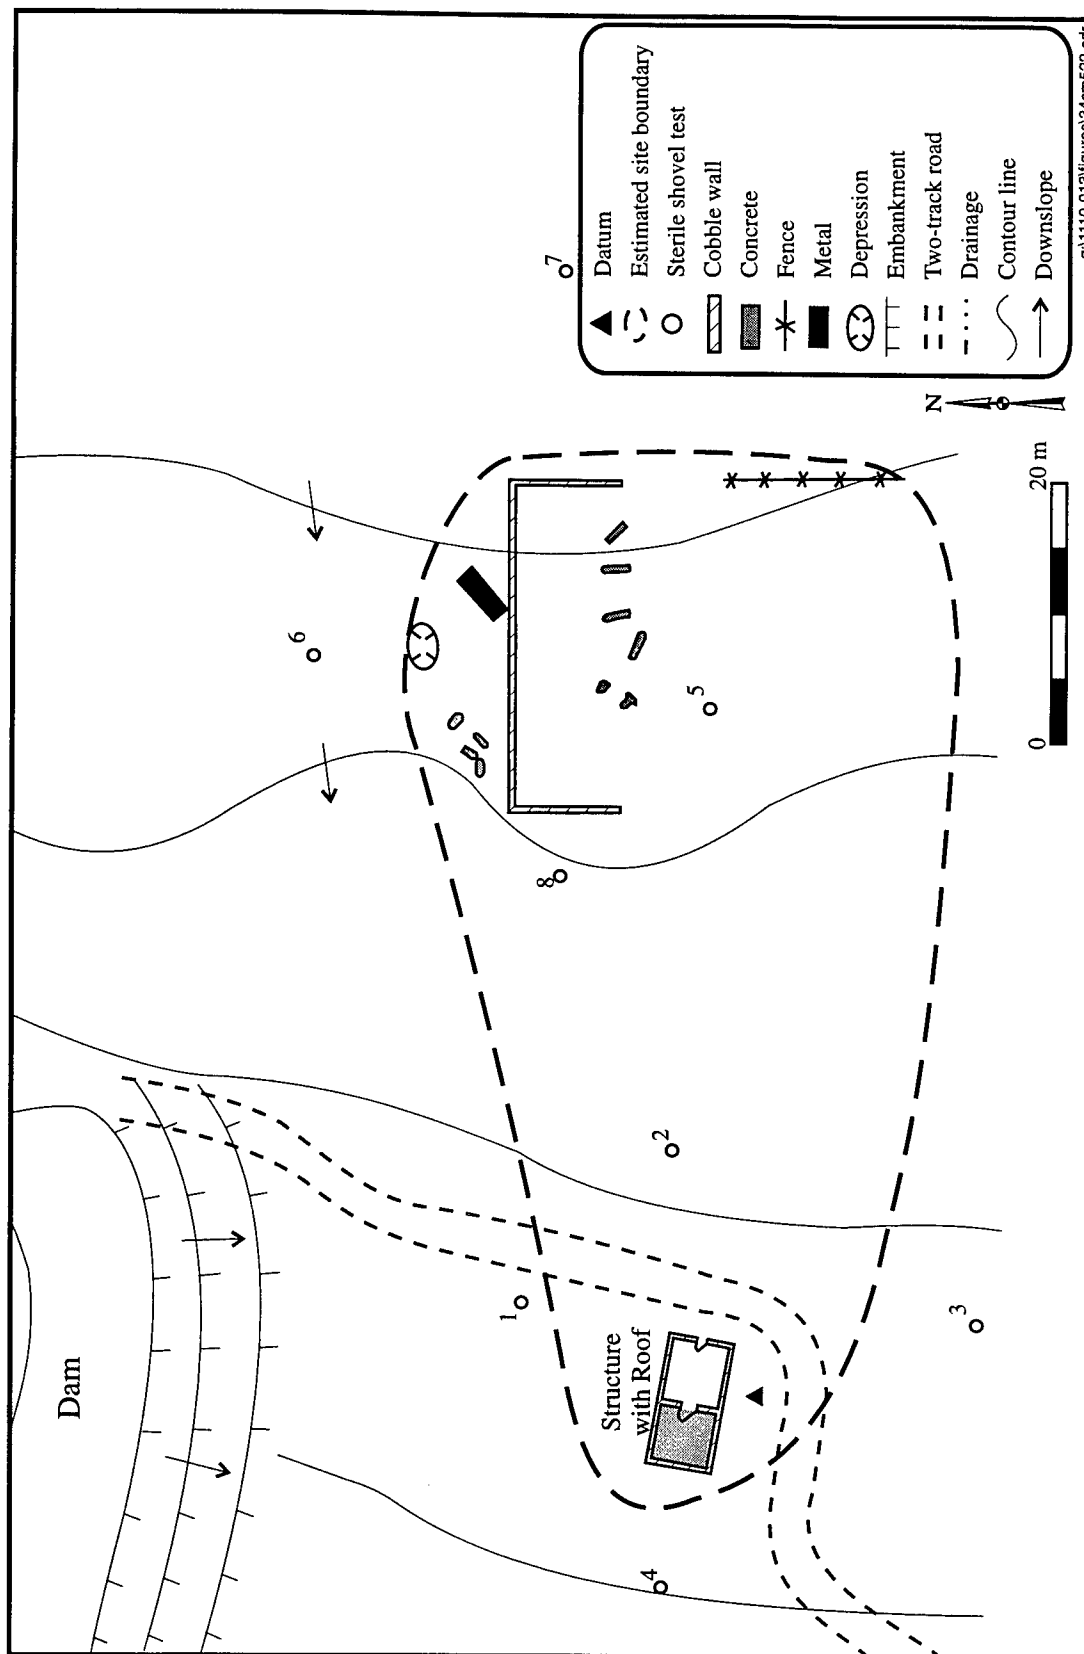 Dam
Structure
with Roof
1
2
3
4
5
6
7
8
Datum
Estimated site boundary
Sterile shovel test
Cobble wall
Concrete
Fence
Metal
Depression
Embankment
Two-track road
Drainage
Contour line
Downslope
N
0
20 m